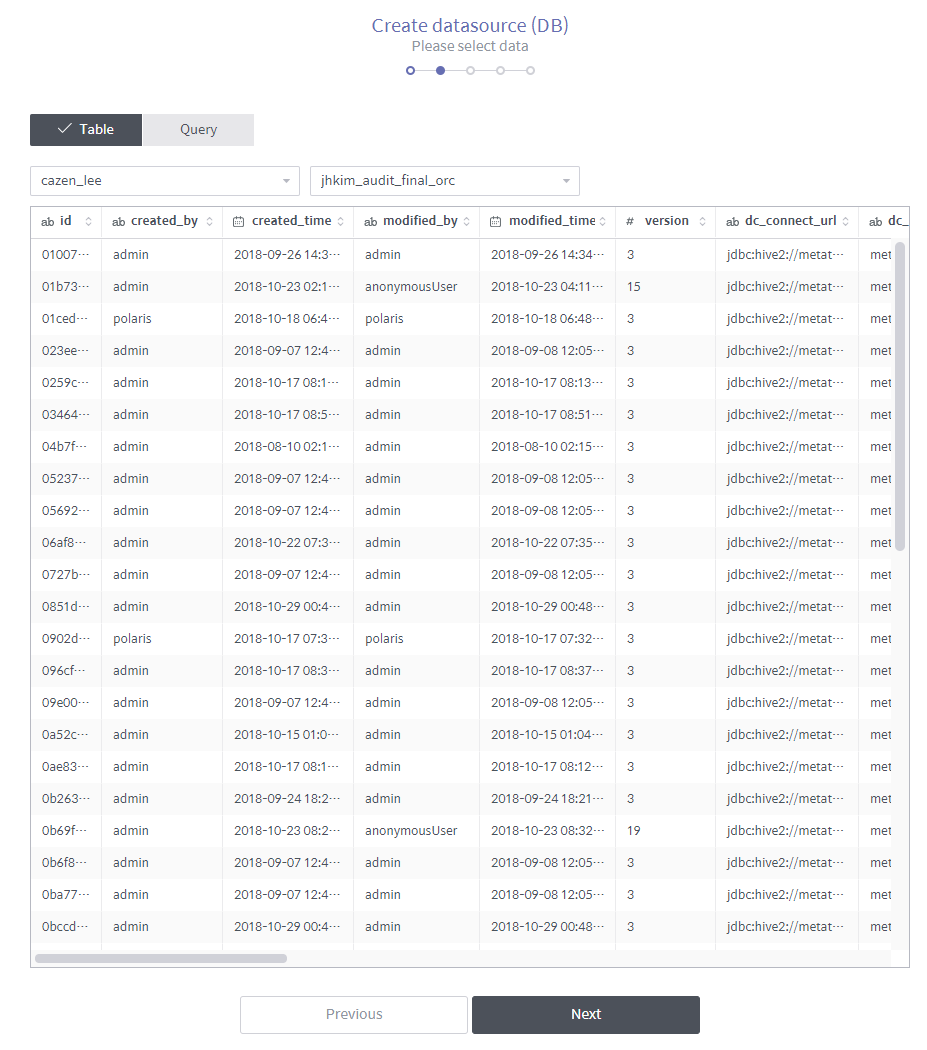 Create datasource (DB)
Please select data
Table Query
cazen_lee jhkim_audit_final_orc
ab id ab created_by created_time ab modified_by modified_time # version ab dc_connect_url ab dc_
01007··· admin 2018-09-26 14:3··· admin 2018-09-26 14:34··· 3 jdbc:hive2://metat··· met
01b73··· admin 2018-10-23 02:1··· anonymousUser 2018-10-23 04:11··· 15 jdbc:hive2://metat··· met
01ced··· polaris 2018-10-18 06:4··· polaris 2018-10-18 06:48··· 3 jdbc:hive2://metat··· met
023ee··· admin 2018-09-07 12:4··· admin 2018-09-08 12:05··· 3 jdbc:hive2://metat··· met
0259c··· admin 2018-10-17 08:1··· admin 2018-10-17 08:13··· 3 jdbc:hive2://metat··· met
03464··· admin 2018-10-17 08:5··· admin 2018-10-17 08:51··· 3 jdbc:hive2://metat··· met
04b7f··· admin 2018-08-10 02:1··· admin 2018-08-10 02:15··· 3 jdbc:hive2://metat··· met
05237··· admin 2018-09-07 12:4··· admin 2018-09-08 12:05··· 3 jdbc:hive2://metat··· met
05692··· admin 2018-09-07 12:4··· admin 2018-09-08 12:05··· 3 jdbc:hive2://metat··· met
06af8··· admin 2018-10-22 07:3··· admin 2018-10-22 07:35··· 3 jdbc:hive2://metat··· met
0727b··· admin 2018-09-07 12:4··· admin 2018-09-08 12:05··· 3 jdbc:hive2://metat··· met
0851d··· admin 2018-10-29 00:4··· admin 2018-10-29 00:48··· 3 jdbc:hive2://metat··· met
0902d··· polaris 2018-10-17 07:3··· polaris 2018-10-17 07:32··· 3 jdbc:hive2://metat··· met
096cf··· admin 2018-10-17 08:3··· admin 2018-10-17 08:37··· 3 jdbc:hive2://metat··· met
09e00··· admin 2018-09-07 12:4··· admin 2018-09-08 12:05··· 3 jdbc:hive2://metat··· met
0a52c··· admin 2018-10-15 01:0··· admin 2018-10-15 01:04··· 3 jdbc:hive2://metat··· met
0ae83··· admin 2018-10-17 08:1··· admin 2018-10-17 08:12··· 3 jdbc:hive2://metat··· met
0b263··· admin 2018-09-24 18:2··· admin 2018-09-24 18:21··· 3 jdbc:hive2://metat··· met
0b69f··· admin 2018-10-23 08:2··· anonymousUser 2018-10-23 08:32··· 19 jdbc:hive2://metat··· met
0b6f8··· admin 2018-09-07 12:4··· admin 2018-09-08 12:05··· 3 jdbc:hive2://metat··· met
0ba77··· admin 2018-09-07 12:4··· admin 2018-09-08 12:05··· 3 jdbc:hive2://metat··· met
0bccd··· admin 2018-10-29 00:4··· admin 2018-10-29 00:48··· 3 jdbc:hive2://metat··· met
Previous Next